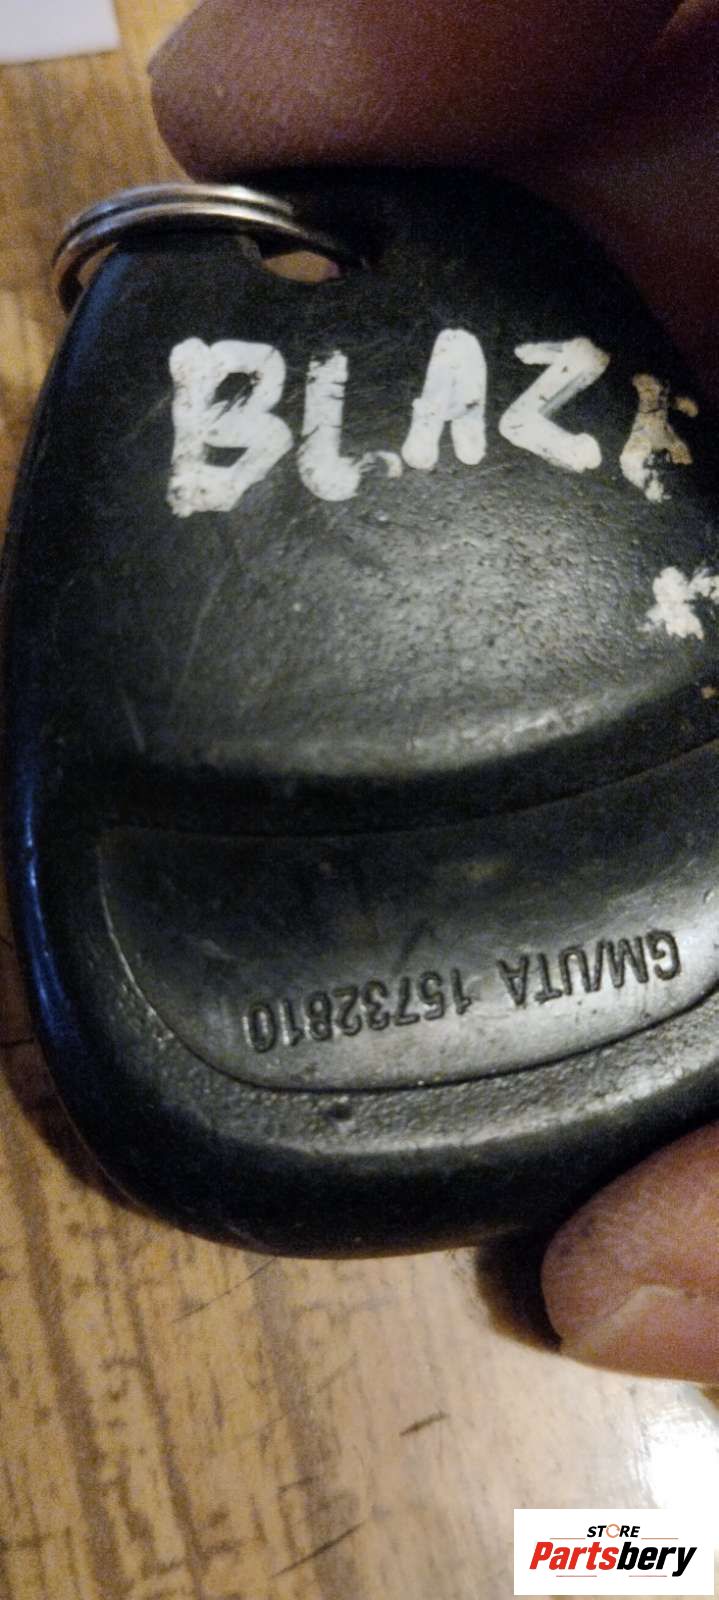 BLAZ
GM/UTA 15732810
STORE
Partsbery